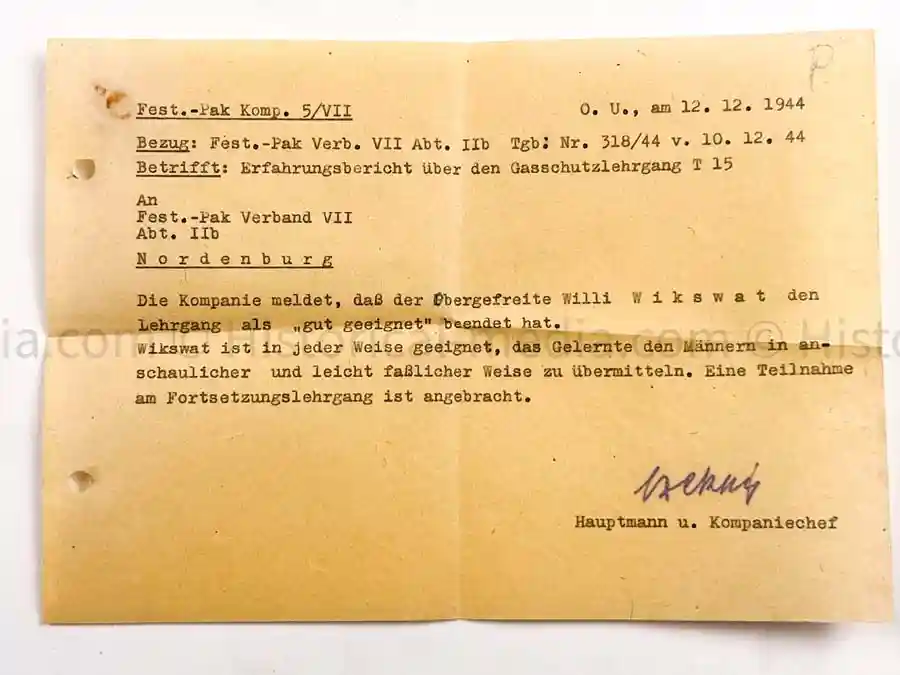 Fest.-Pak Komp. 5/VII O. U., am 12. 12. 1944
Bezug: Fest.-Pak Verb. VII Abt. IIb Tgb: Nr. 318/44 v. 10. 12. 44
Betrifft: Erfahrungsbericht über den Gasschutzlehrgang T 15
An
Fest.-Pak Verband VII
Abt. IIb
N o r d e n b u r g
Die Kompanie meldet, daß der Obergefreite Willi W i k s w a t den
Lehrgang als „gut geeignet" beendet hat.
Wikswat ist in jeder Weise geeignet, das Gelernte den Männern in an-
schaulicher und leicht faßlicher Weise zu übermitteln. Eine Teilnahme
am Fortsetzungslehrgang ist angebracht.
Hauptmann u. Kompaniechef